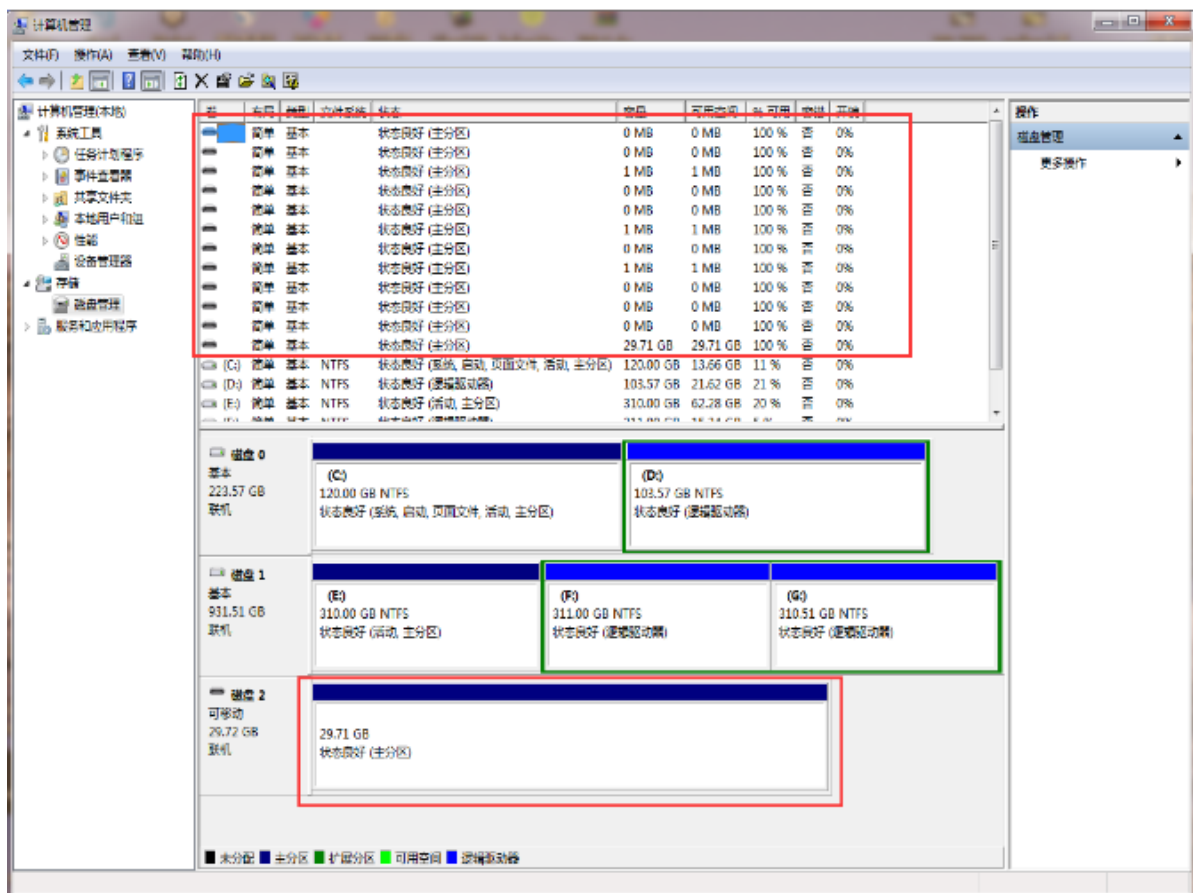 计算机管理
文件(F) 操作(A) 查看(V) 帮助(H)
计算机管理(本地)
系统工具
任务计划程序
事件查看器
共享文件夹
本地用户和组
性能
设备管理器
存储
磁盘管理
服务和应用程序
卷 布局 类型 文件系统 状态 容量 可用空间 % 可用 容错 开销
简单 基本 状态良好 (主分区) 0 MB 0 MB 100 % 否 0%
简单 基本 状态良好 (主分区) 0 MB 0 MB 100 % 否 0%
简单 基本 状态良好 (主分区) 1 MB 1 MB 100 % 否 0%
简单 基本 状态良好 (主分区) 0 MB 0 MB 100 % 否 0%
简单 基本 状态良好 (主分区) 0 MB 0 MB 100 % 否 0%
简单 基本 状态良好 (主分区) 1 MB 1 MB 100 % 否 0%
简单 基本 状态良好 (主分区) 0 MB 0 MB 100 % 否 0%
简单 基本 状态良好 (主分区) 1 MB 1 MB 100 % 否 0%
简单 基本 状态良好 (主分区) 0 MB 0 MB 100 % 否 0%
简单 基本 状态良好 (主分区) 0 MB 0 MB 100 % 否 0%
简单 基本 状态良好 (主分区) 0 MB 0 MB 100 % 否 0%
简单 基本 状态良好 (主分区) 29.71 GB 29.71 GB 100 % 否 0%
(C:) 简单 基本 NTFS 状态良好 (系统, 启动, 页面文件, 活动, 主分区) 120.00 GB 13.66 GB 11 % 否 0%
(D:) 简单 基本 NTFS 状态良好 (逻辑驱动器) 103.57 GB 21.62 GB 21 % 否 0%
(E:) 简单 基本 NTFS 状态良好 (活动, 主分区) 310.00 GB 62.28 GB 20 % 否 0%
磁盘 0
基本
223.57 GB
联机
(C:)
120.00 GB NTFS
状态良好 (系统, 启动, 页面文件, 活动, 主分区)
(D:)
103.57 GB NTFS
状态良好 (逻辑驱动器)
磁盘 1
基本
931.51 GB
联机
(E:)
310.00 GB NTFS
状态良好 (活动, 主分区)
(F:)
311.00 GB NTFS
状态良好 (逻辑驱动器)
(G:)
310.51 GB NTFS
状态良好 (逻辑驱动器)
磁盘 2
可移动
29.72 GB
联机
29.71 GB
状态良好 (主分区)
未分配 主分区 扩展分区 可用空间 逻辑驱动器
操作
磁盘管理
更多操作